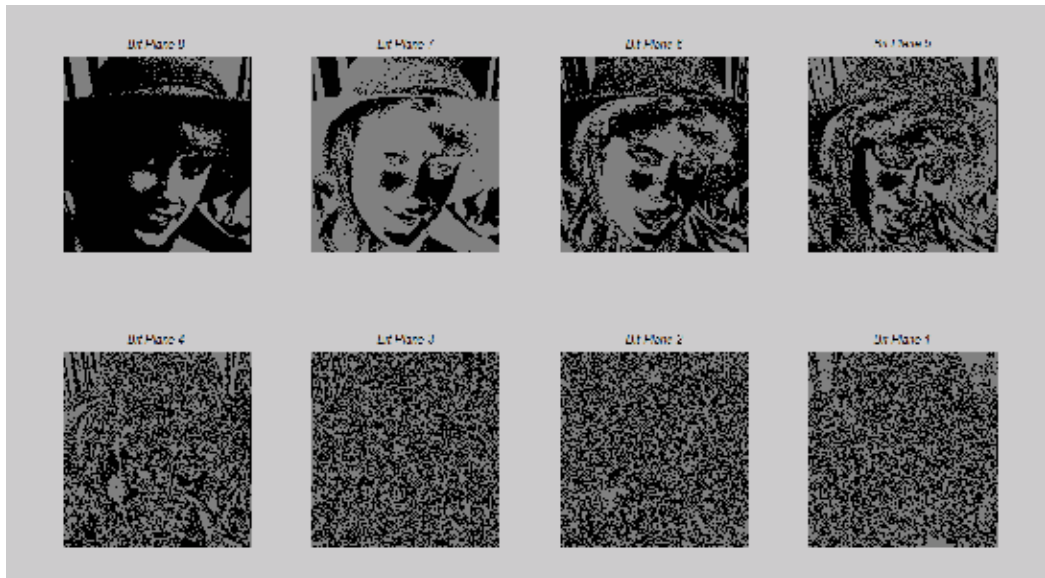 Bit Plane 8
Bit Plane 7
Bit Plane 6
Bit Plane 5
Bit Plane 4
Bit Plane 3
Bit Plane 2
Bit Plane 1